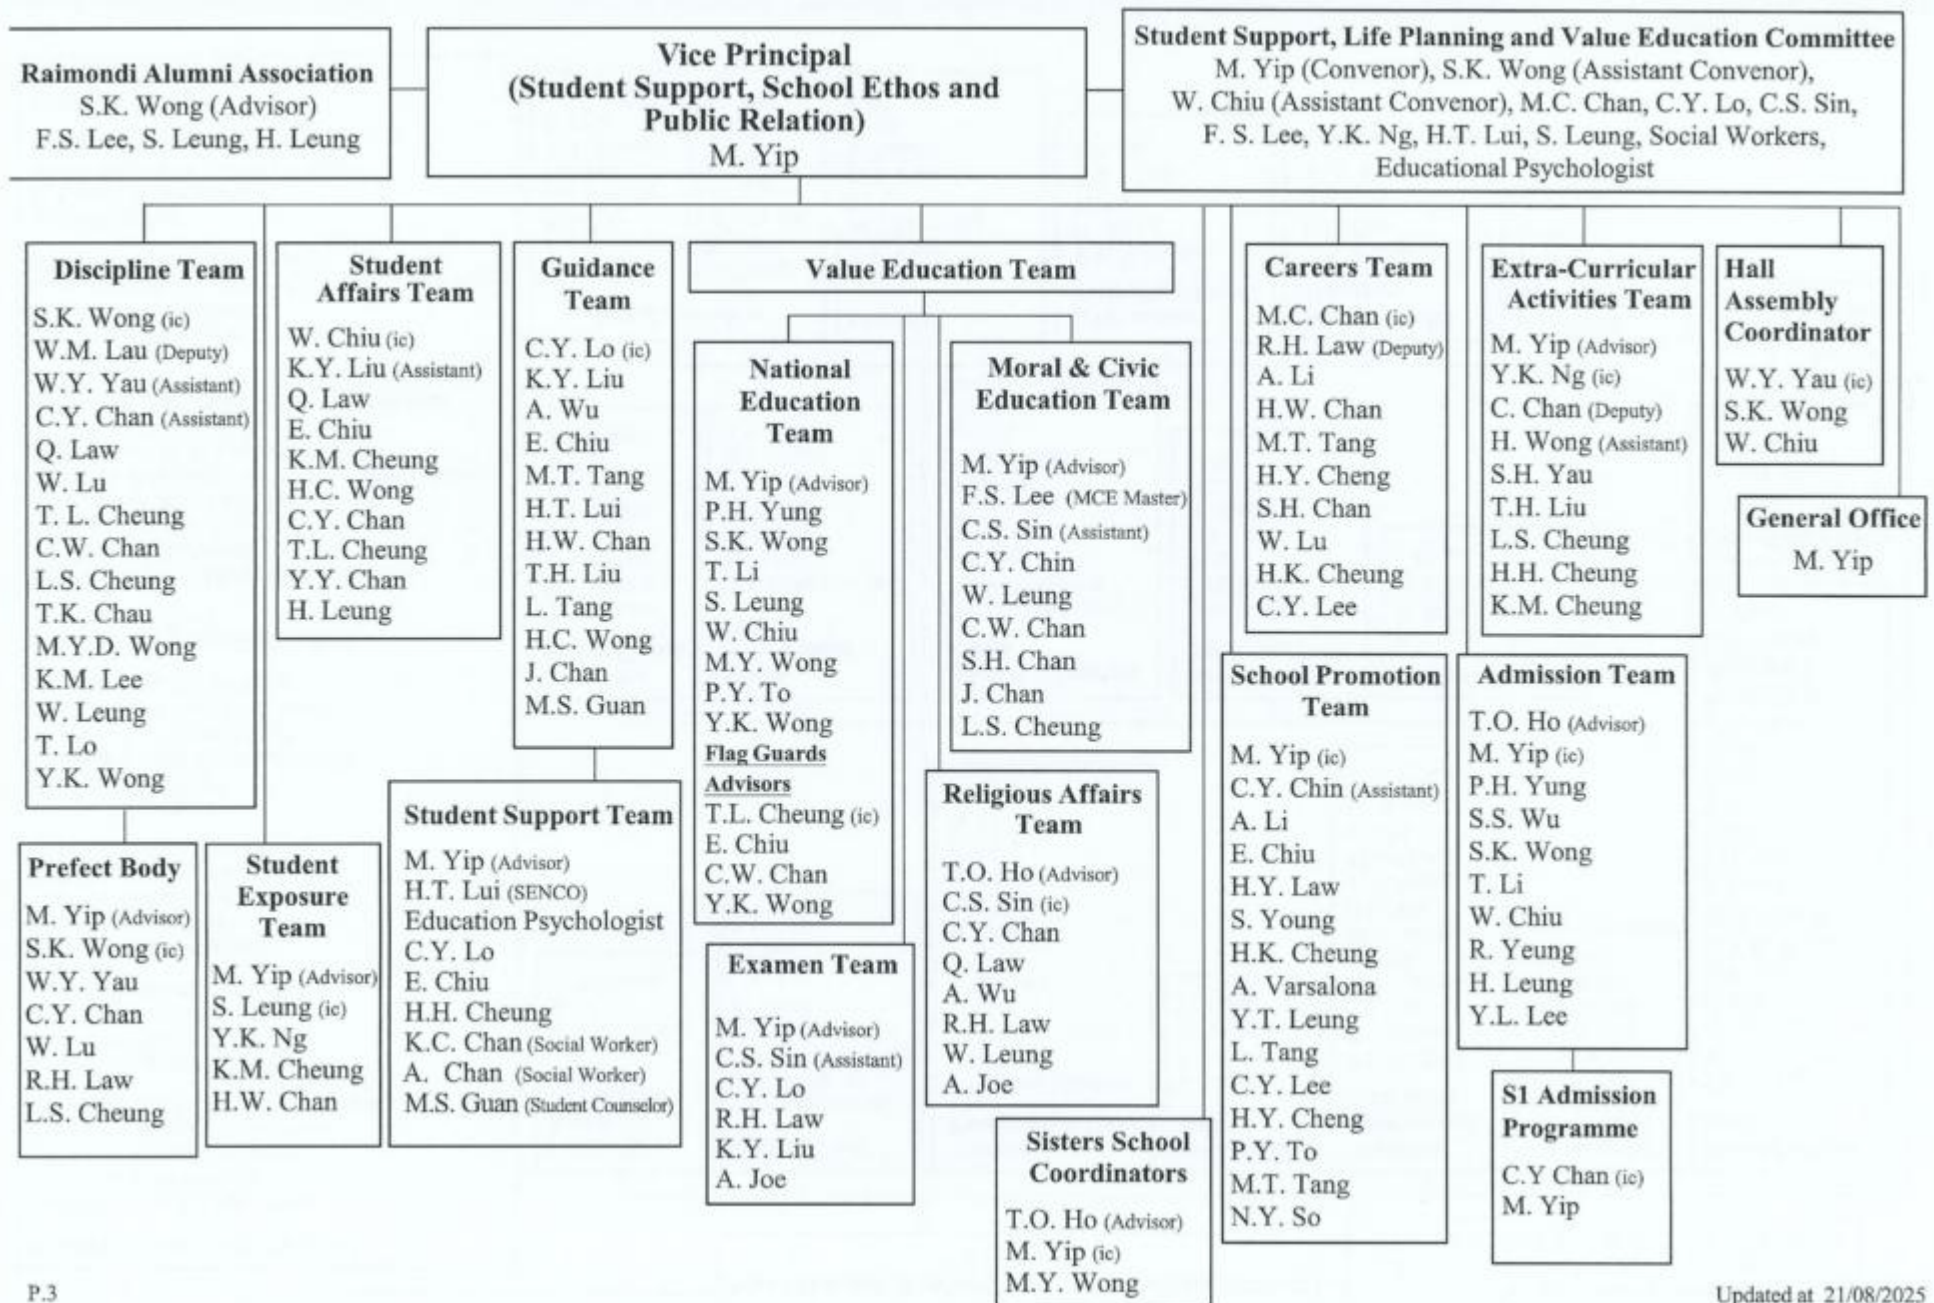 Raimondi Alumni Association
S.K. Wong (Advisor)
F.S. Lee, S. Leung, H. Leung
Vice Principal
(Student Support, School Ethos and
Public Relation)
M. Yip
Student Support, Life Planning and Value Education Committee
M. Yip (Convenor), S.K. Wong (Assistant Convenor),
W. Chiu (Assistant Convenor), M.C. Chan, C.Y. Lo, C.S. Sin,
F. S. Lee, Y.K. Ng, H.T. Lui, S. Leung, Social Workers,
Educational Psychologist
Discipline Team
S.K. Wong (ic)
W.M. Lau (Deputy)
W.Y. Yau (Assistant)
C.Y. Chan (Assistant)
Q. Law
W. Lu
T. L. Cheung
C.W. Chan
L.S. Cheung
T.K. Chau
M.Y.D. Wong
K.M. Lee
W. Leung
T. Lo
Y.K. Wong
Prefect Body
M. Yip (Advisor)
S.K. Wong (ic)
W.Y. Yau
C.Y. Chan
W. Lu
R.H. Law
L.S. Cheung
Student
Exposure
Team
M. Yip (Advisor)
S. Leung (ic)
Y.K. Ng
K.M. Cheung
H.W. Chan
Student
Affairs Team
W. Chiu (ic)
K.Y. Liu (Assistant)
Q. Law
E. Chiu
K.M. Cheung
H.C. Wong
C.Y. Chan
T.L. Cheung
Y.Y. Chan
H. Leung
Guidance
Team
C.Y. Lo (ic)
K.Y. Liu
A. Wu
E. Chiu
M.T. Tang
H.T. Lui
H.W. Chan
T.H. Liu
L. Tang
H.C. Wong
J. Chan
M.S. Guan
Student Support Team
M. Yip (Advisor)
H.T. Lui (SENCO)
Education Psychologist
C.Y. Lo
E. Chiu
H.H. Cheung
K.C. Chan (Social Worker)
A. Chan (Social Worker)
M.S. Guan (Student Counselor)
Value Education Team
National
Education
Team
M. Yip (Advisor)
P.H. Yung
S.K. Wong
T. Li
S. Leung
W. Chiu
M.Y. Wong
P.Y. To
Y.K. Wong
Flag Guards
Advisors
T.L. Cheung (ic)
E. Chiu
C.W. Chan
Y.K. Wong
Examen Team
M. Yip (Advisor)
C.S. Sin (Assistant)
C.Y. Lo
R.H. Law
K.Y. Liu
A. Joe
Moral & Civic
Education Team
M. Yip (Advisor)
F.S. Lee (MCE Master)
C.S. Sin (Assistant)
C.Y. Chin
W. Leung
C.W. Chan
S.H. Chan
J. Chan
L.S. Cheung
Religious Affairs
Team
T.O. Ho (Advisor)
C.S. Sin (ic)
C.Y. Chan
Q. Law
A. Wu
R.H. Law
W. Leung
A. Joe
Sisters School
Coordinators
T.O. Ho (Advisor)
M. Yip (ic)
M.Y. Wong
Careers Team
M.C. Chan (ic)
R.H. Law (Deputy)
A. Li
H.W. Chan
M.T. Tang
H.Y. Cheng
S.H. Chan
W. Lu
H.K. Cheung
C.Y. Lee
School Promotion
Team
M. Yip (ic)
C.Y. Chin (Assistant)
A. Li
E. Chiu
H.Y. Law
S. Young
H.K. Cheung
A. Varsalona
Y.T. Leung
L. Tang
C.Y. Lee
H.Y. Cheng
P.Y. To
M.T. Tang
N.Y. So
Extra-Curricular
Activities Team
M. Yip (Advisor)
Y.K. Ng (ic)
C. Chan (Deputy)
H. Wong (Assistant)
S.H. Yau
T.H. Liu
L.S. Cheung
H.H. Cheung
K.M. Cheung
Admission Team
T.O. Ho (Advisor)
M. Yip (ic)
P.H. Yung
S.S. Wu
S.K. Wong
T. Li
W. Chiu
R. Yeung
H. Leung
Y.L. Lee
S1 Admission
Programme
C.Y Chan (ic)
M. Yip
Hall
Assembly
Coordinator
W.Y. Yau (ic)
S.K. Wong
W. Chiu
General Office
M. Yip
P.3
Updated at 21/08/2025